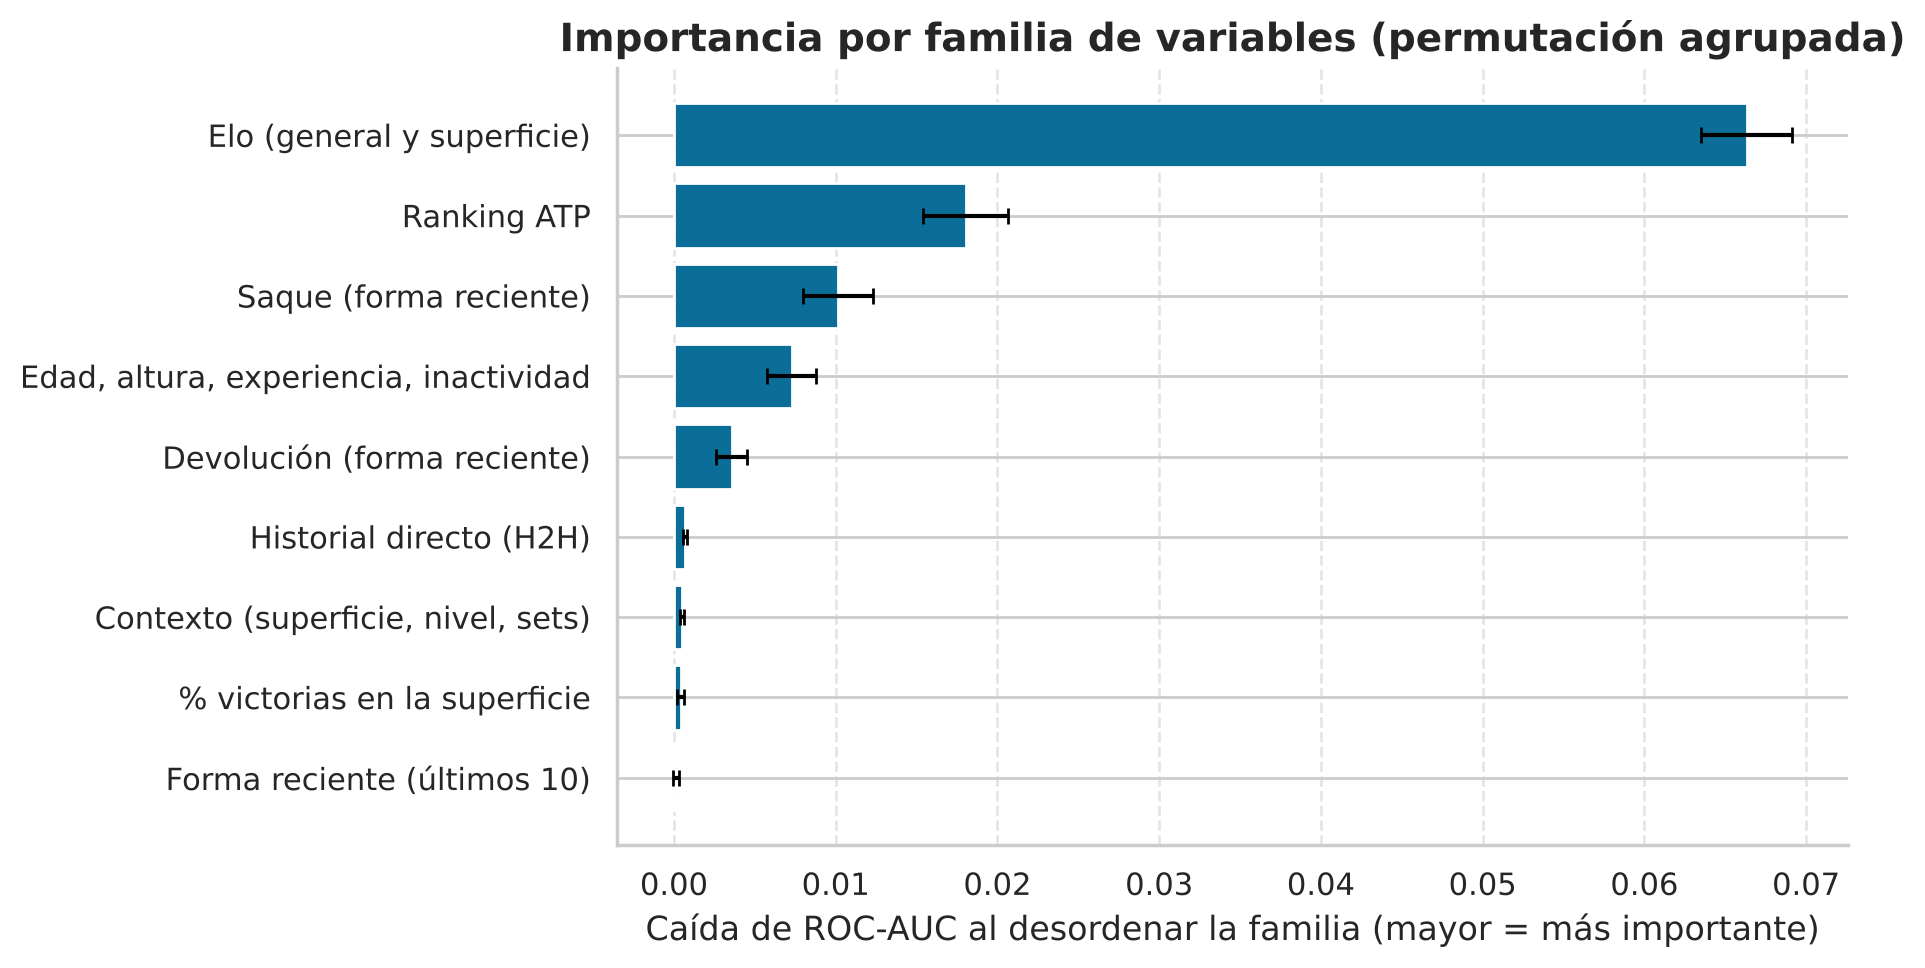 Importancia por familia de variables (permutación agrupada)
Elo (general y superficie)
Ranking ATP
Saque (forma reciente)
Edad, altura, experiencia, inactividad
Devolución (forma reciente)
Historial directo (H2H)
Contexto (superficie, nivel, sets)
% victorias en la superficie
Forma reciente (últimos 10)
0.00 0.01 0.02 0.03 0.04 0.05 0.06 0.07
Caída de ROC-AUC al desordenar la familia (mayor = más importante)